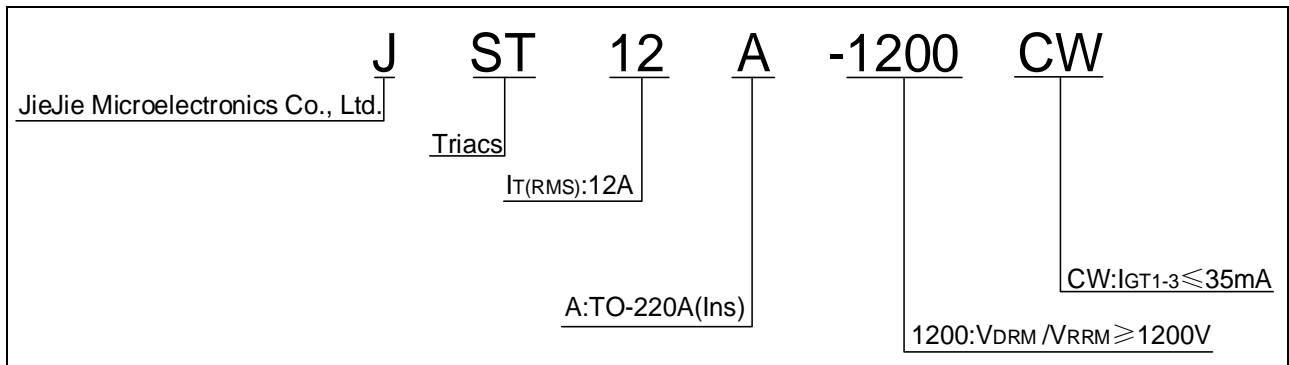 J ST 12 A -1200 CW
JieJie Microelectronics Co., Ltd.
Triacs
IT(RMS):12A
CW:IGT1-3≤35mA
A:TO-220A(Ins)
1200:VDRM /VRRM≥1200V